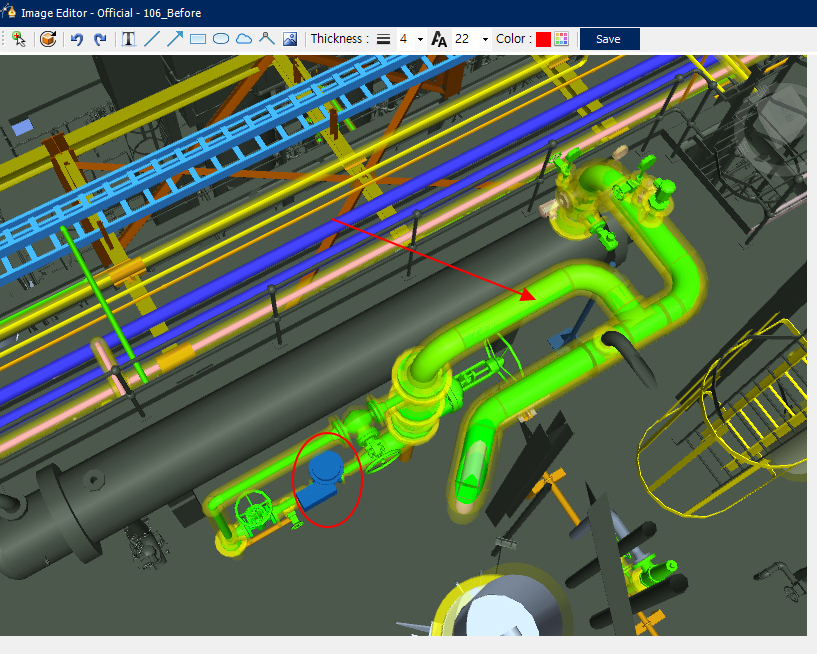 Image Editor - Official - 106_Before
T Thickness : 4 A 22 Color : Save